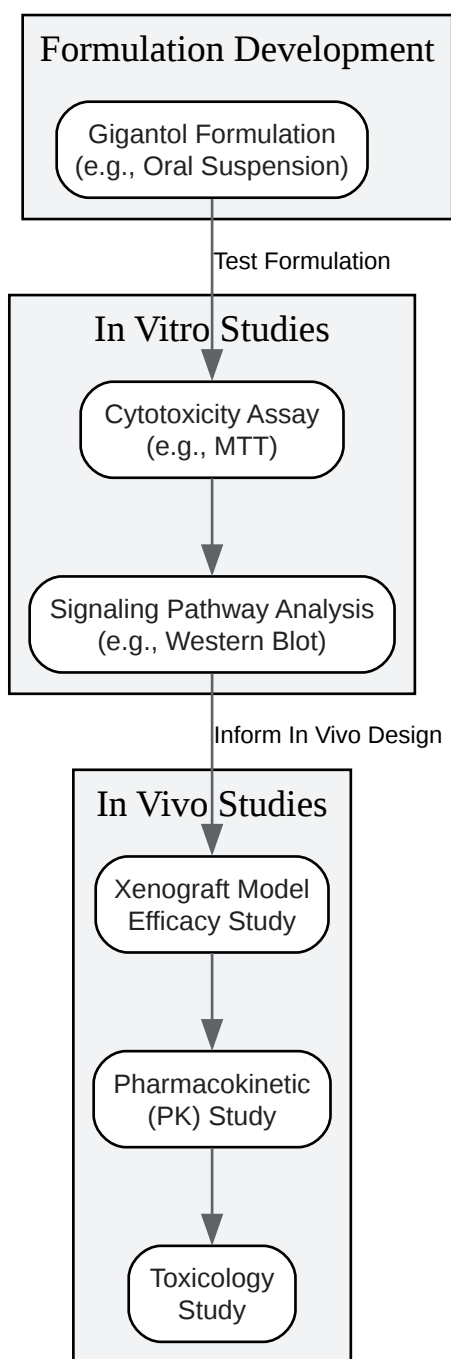 Formulation Development
Gigantol Formulation
(e.g., Oral Suspension)
Test Formulation
In Vitro Studies
Cytotoxicity Assay
(e.g., MTT)
Signaling Pathway Analysis
(e.g., Western Blot)
Inform In Vivo Design
In Vivo Studies
Xenograft Model
Efficacy Study
Pharmacokinetic
(PK) Study
Toxicology
Study